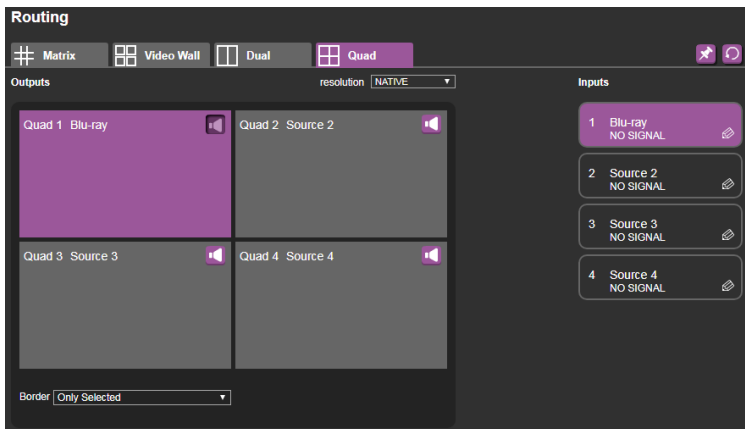 Routing
Matrix
Video Wall
Dual
Quad
Outputs
resolution NATIVE
Inputs
Quad 1 Blu-ray
Quad 2 Source 2
Quad 3 Source 3
Quad 4 Source 4
Border Only Selected
1 Blu-ray
NO SIGNAL
2 Source 2
NO SIGNAL
3 Source 3
NO SIGNAL
4 Source 4
NO SIGNAL